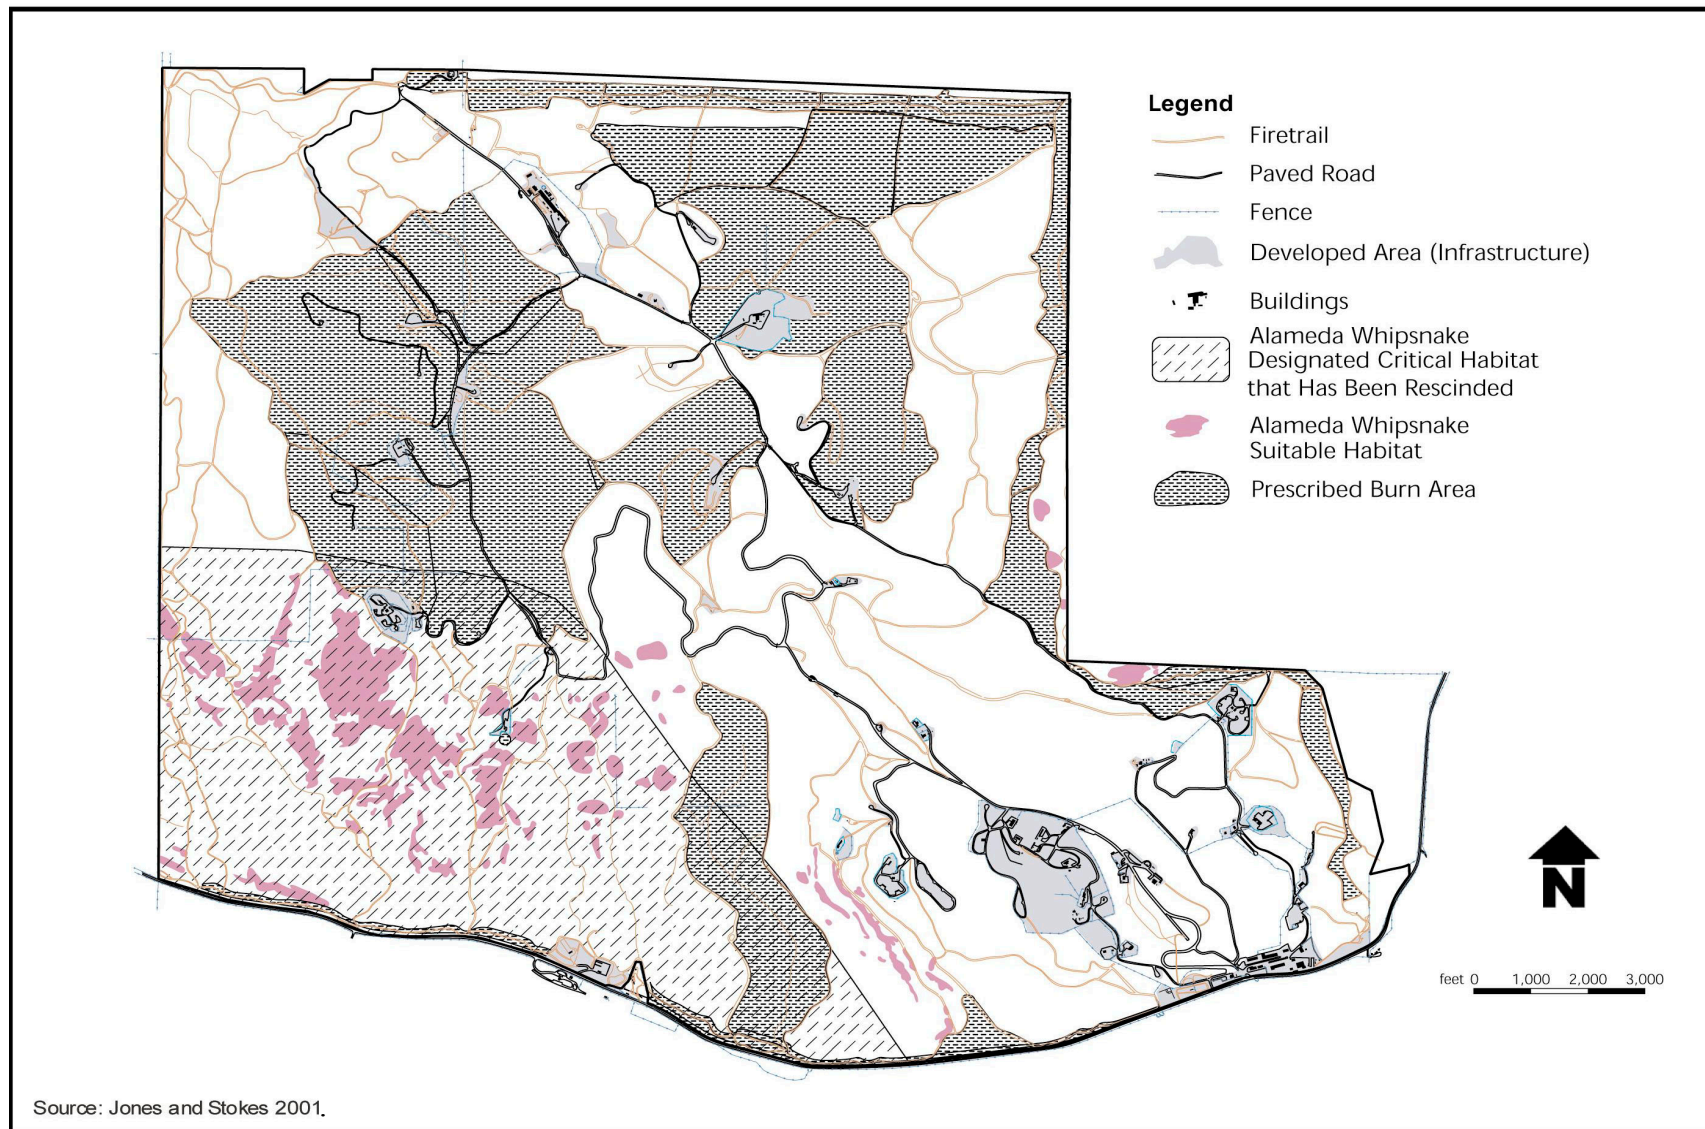 Legend
Firetrail
Paved Road
Fence
Developed Area (Infrastructure)
Buildings
Alameda Whipsnake
Designated Critical Habitat
that Has Been Rescinded
Alameda Whipsnake
Suitable Habitat
Prescribed Burn Area
N
feet 0 1,000 2,000 3,000
Source: Jones and Stokes 2001.